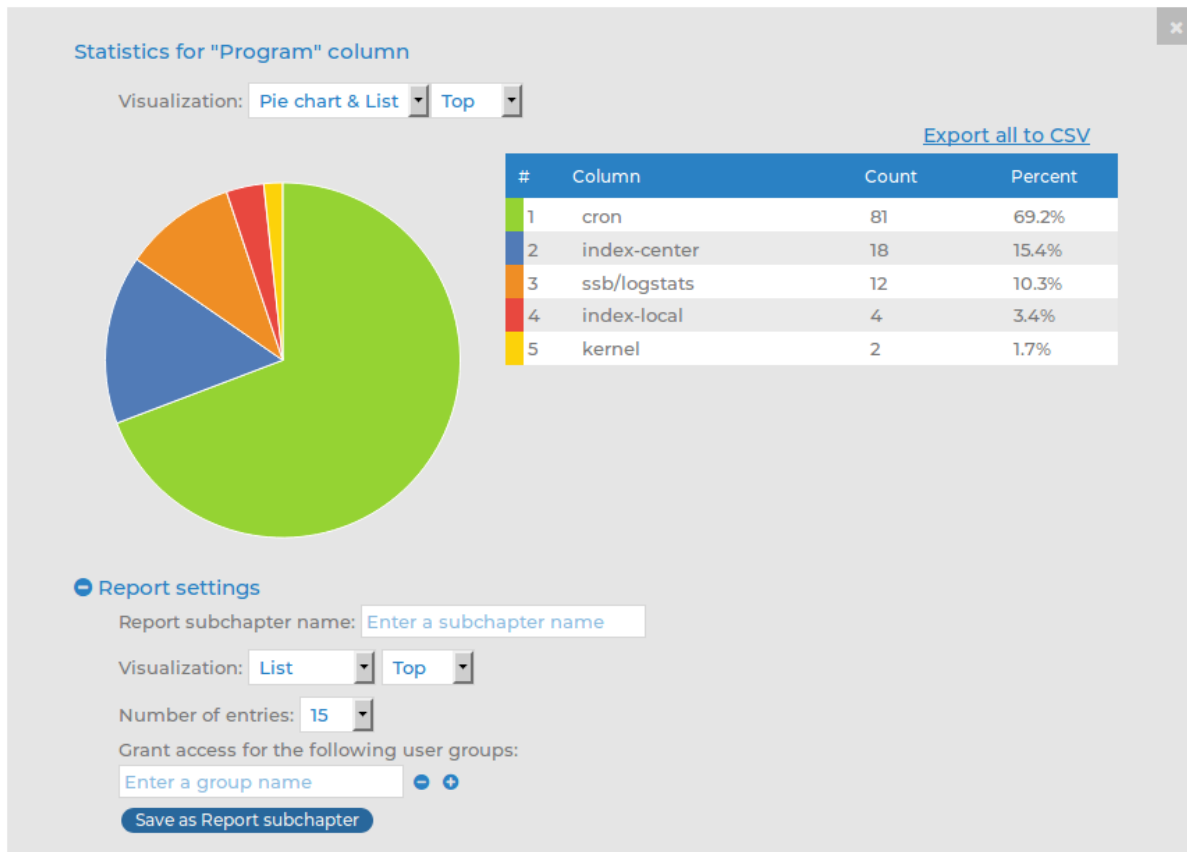 Statistics for "Program" column
Visualization: Pie chart & List Top
Export all to CSV
# Column Count Percent
1 cron 81 69.2%
2 index-center 18 15.4%
3 ssb/logstats 12 10.3%
4 index-local 4 3.4%
5 kernel 2 1.7%
Report settings
Report subchapter name: Enter a subchapter name
Visualization: List Top
Number of entries: 15
Grant access for the following user groups:
Enter a group name
Save as Report subchapter